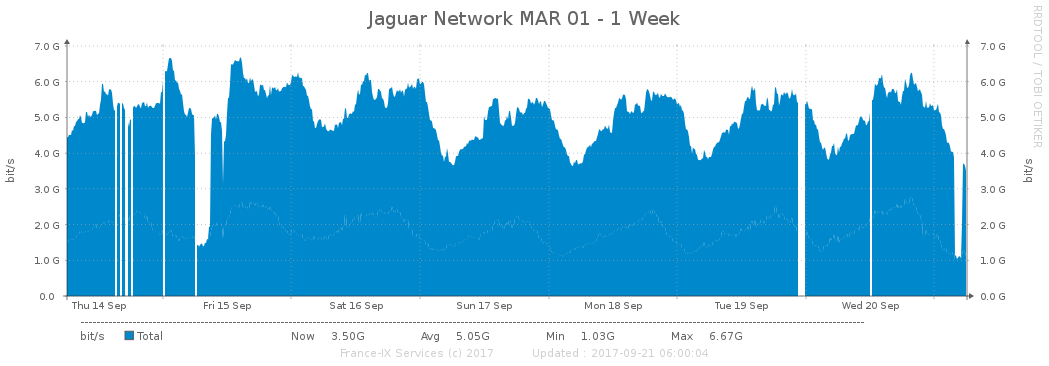 Jaguar Network MAR 01 - 1 Week
RRDTOOL / TOBI OETIKER
bit/s
7.0 G 7.0 G
6.0 G 6.0 G
5.0 G 5.0 G
4.0 G 4.0 G
3.0 G 3.0 G
2.0 G 2.0 G
1.0 G 1.0 G
0.0 0.0 G
bit/s
Thu 14 Sep Fri 15 Sep Sat 16 Sep Sun 17 Sep Mon 18 Sep Tue 19 Sep Wed 20 Sep
bit/s Total Now 3.50G Avg 5.05G Min 1.03G Max 6.67G
France-IX Services (c) 2017 Updated : 2017-09-21 06:00:04